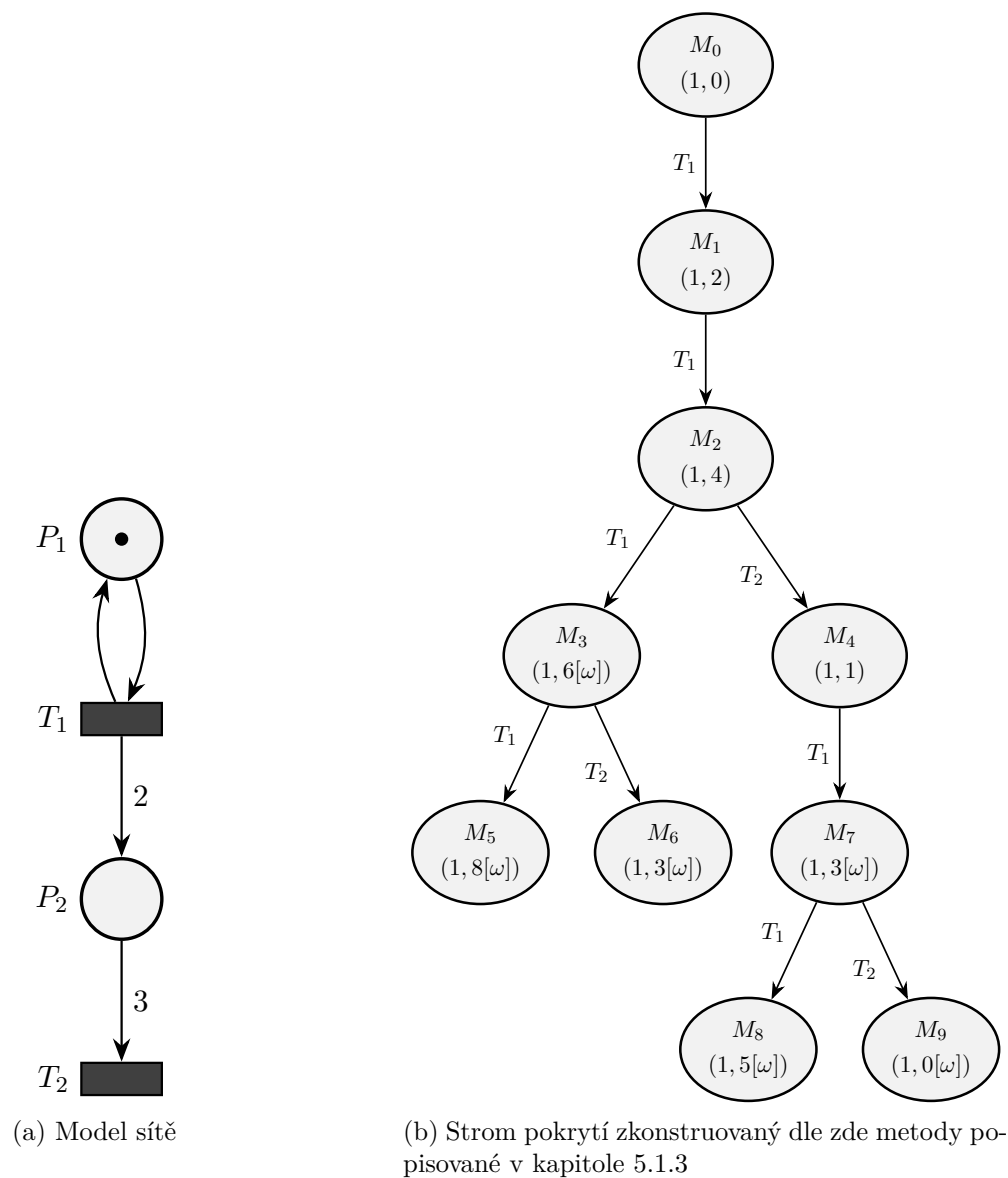 P₁
T₁
2
P₂
3
T₂
(a) Model sítě
M₀
(1, 0)
T₁
M₁
(1, 2)
T₁
M₂
(1, 4)
T₁
T₂
M₃
(1, 6[ω])
M₄
(1, 1)
T₁
T₂
T₁
M₅
(1, 8[ω])
M₆
(1, 3[ω])
M₇
(1, 3[ω])
T₁
T₂
M₈
(1, 5[ω])
M₉
(1, 0[ω])
(b) Strom pokrytí zkonstruovaný dle zde metody po-
pisované v kapitole 5.1.3